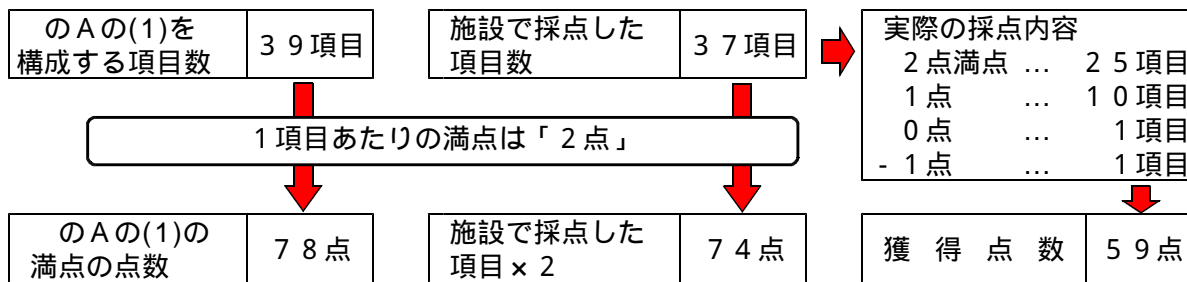 のAの(1)を
構成する項目数
39項目
施設で採点した
項目数
37項目
実際の採点内容
2点満点 … 25項目
1点 … 10項目
0点 … 1項目
-1点 … 1項目
1項目あたりの満点は「2点」
のAの(1)の
満点の点数
78点
施設で採点した
項目×2
74点
獲得点数
59点